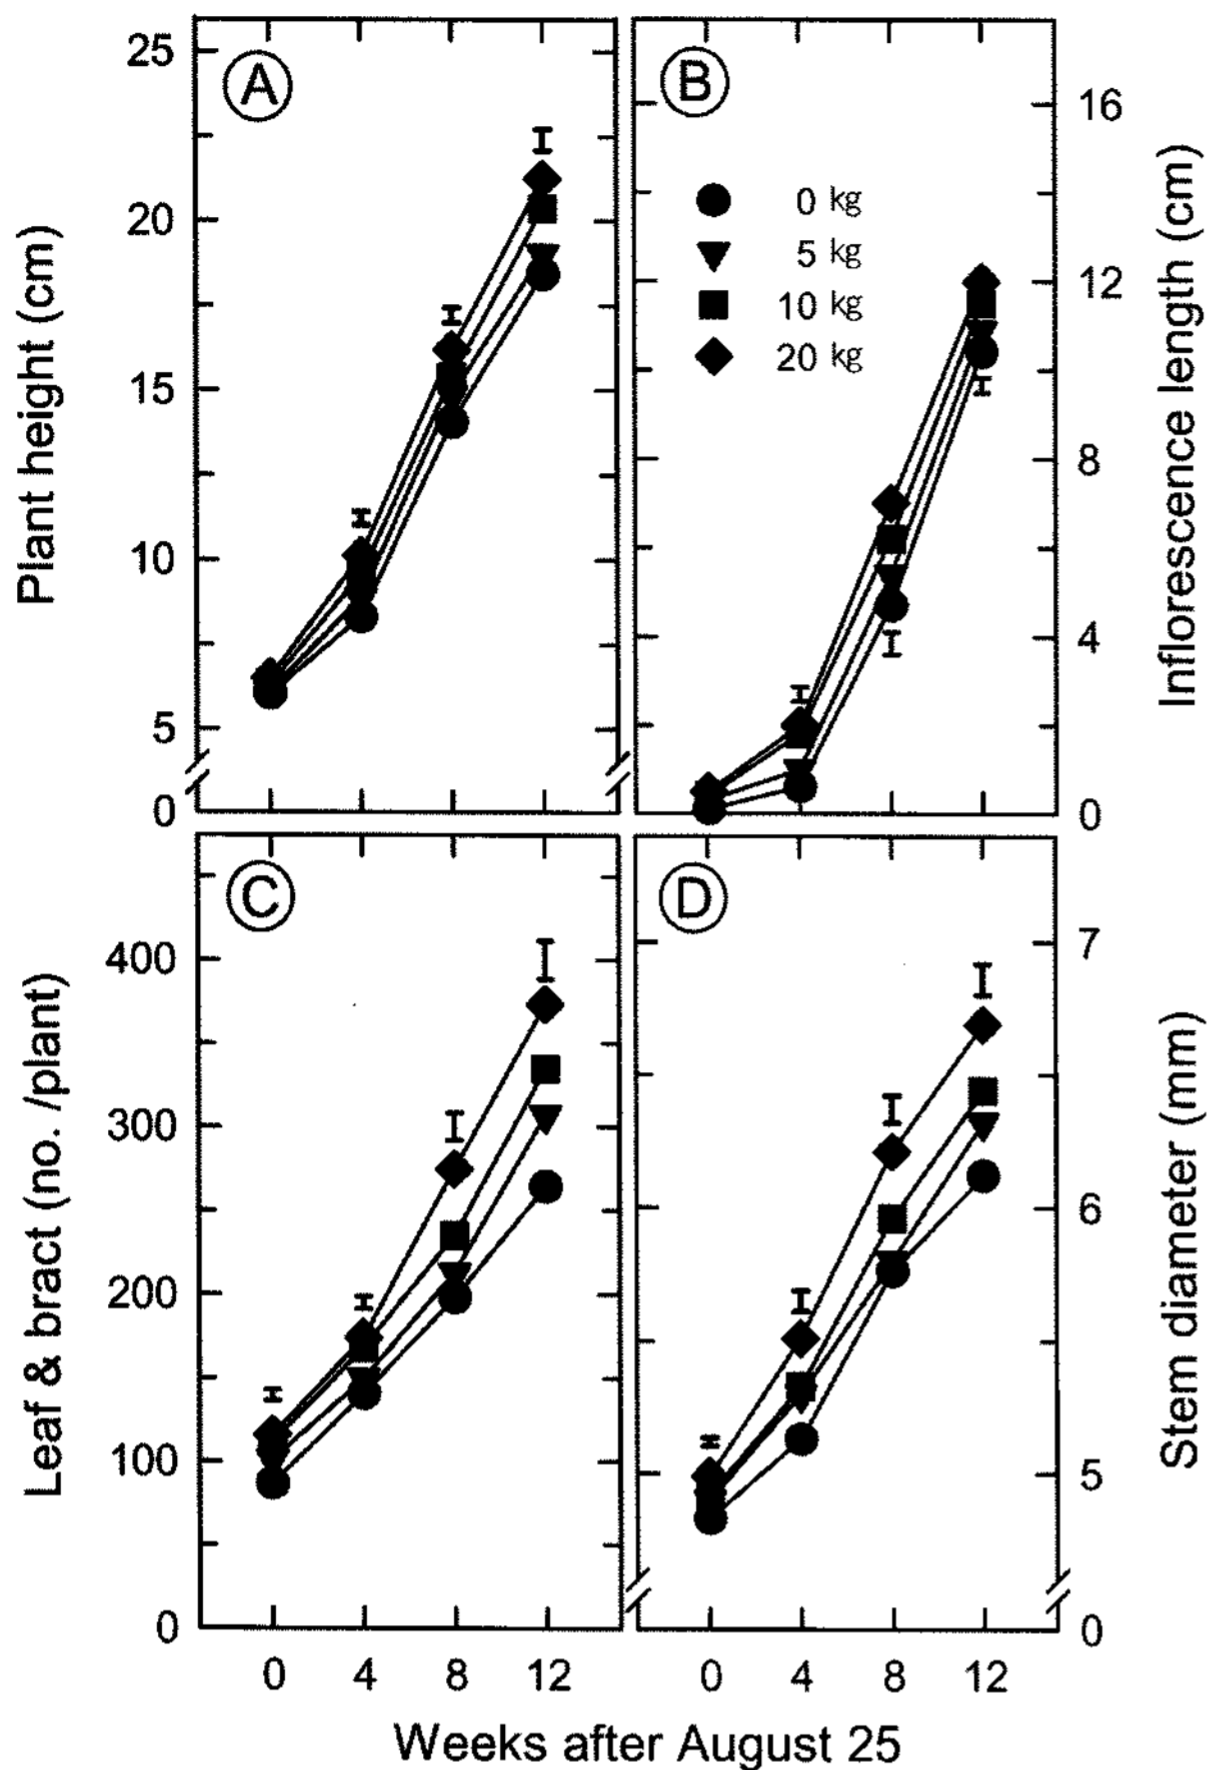 A
B
25
20
15
10
5
0
Plant height (cm)
0 kg
5 kg
10 kg
20 kg
16
12
8
4
0
Inflorescence length (cm)
C
D
400
300
200
100
0
Leaf & bract (no. /plant)
7
6
5
0
Stem diameter (mm)
0 4 8 12 0 4 8 12
Weeks after August 25